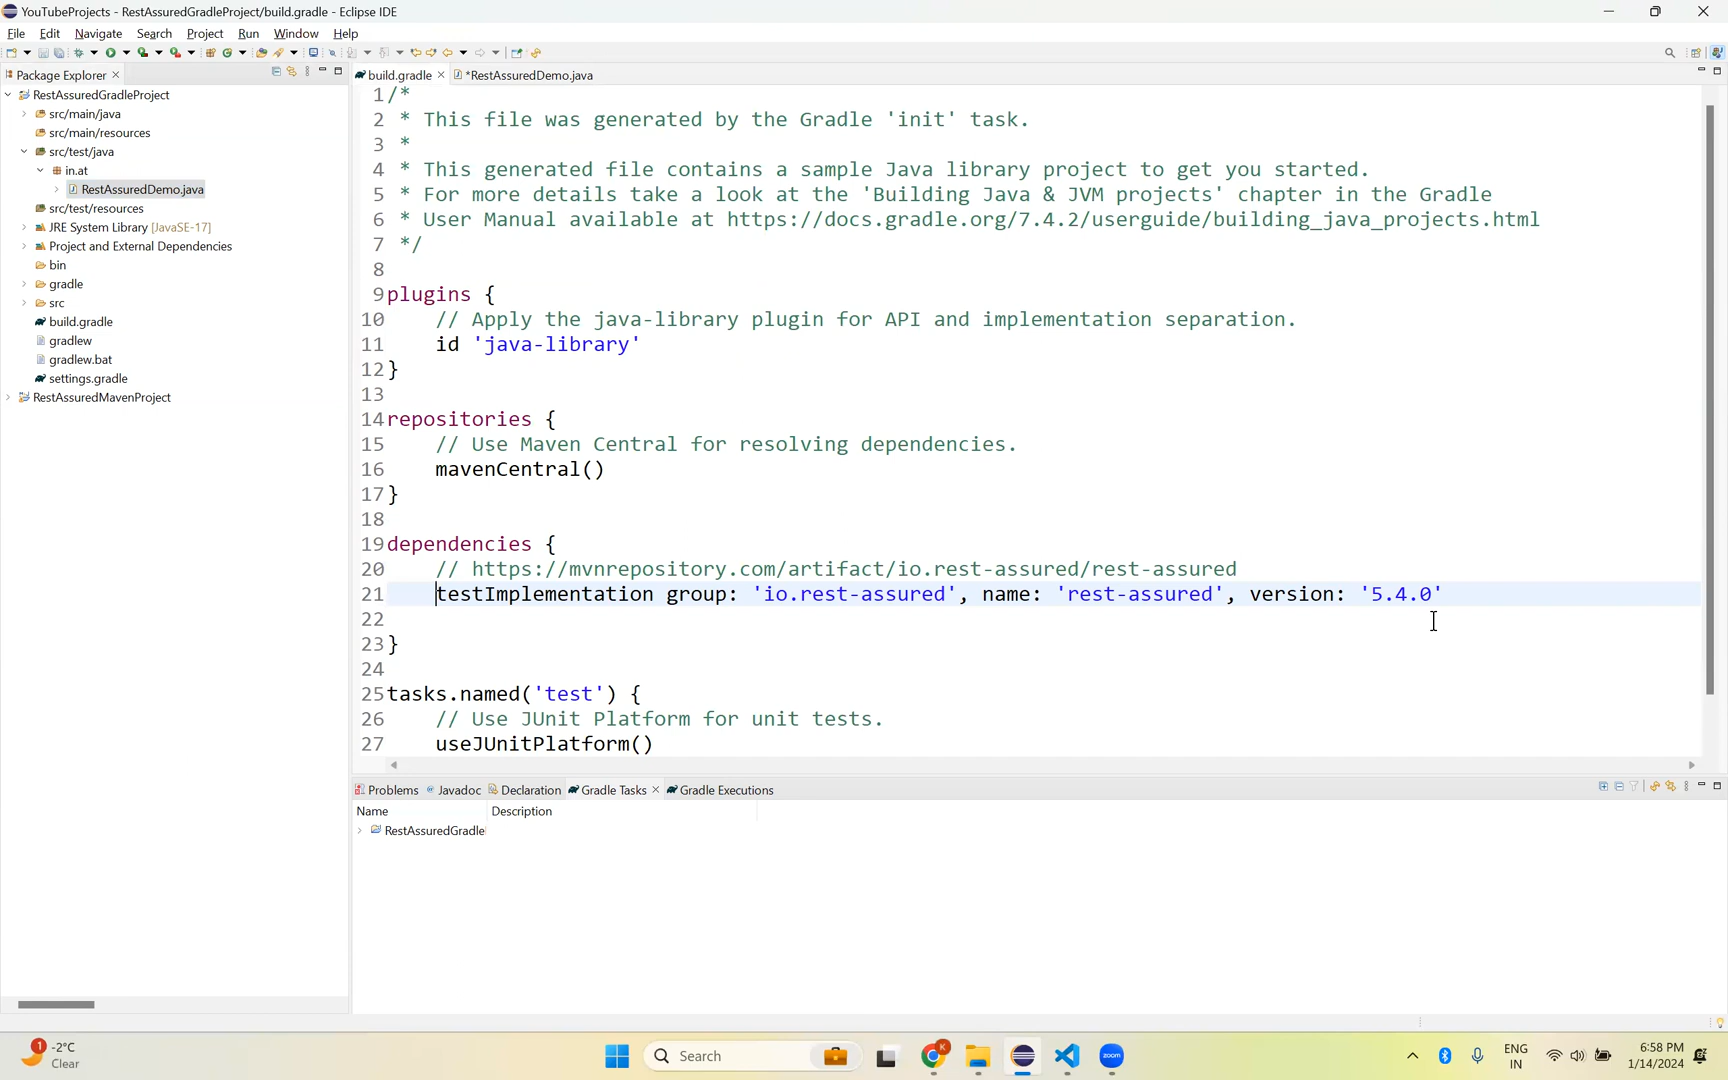 YouTubeProjects - RestAssuredGradleProject/build.gradle - Eclipse IDE
File Edit Navigate Search Project Run Window Help
Package Explorer
build.gradle
*RestAssuredDemo.java
RestAssuredGradleProject
src/main/java
src/main/resources
src/test/java
in.at
RestAssuredDemo.java
src/test/resources
JRE System Library [JavaSE-17]
Project and External Dependencies
bin
gradle
src
build.gradle
gradlew
gradlew.bat
settings.gradle
RestAssuredMavenProject
1 /*
2 * This file was generated by the Gradle 'init' task.
3 *
4 * This generated file contains a sample Java library project to get you started.
5 * For more details take a look at the 'Building Java & JVM projects' chapter in the Gradle
6 * User Manual available at https://docs.gradle.org/7.4.2/userguide/building_java_projects.html
7 */
8
9 plugins {
10 // Apply the java-library plugin for API and implementation separation.
11 id 'java-library'
12 }
13
14 repositories {
15 // Use Maven Central for resolving dependencies.
16 mavenCentral()
17 }
18
19 dependencies {
20 // https://mvnrepository.com/artifact/io.rest-assured/rest-assured
21 testImplementation group: 'io.rest-assured', name: 'rest-assured', version: '5.4.0'
22
23 }
24
25 tasks.named('test') {
26 // Use JUnit Platform for unit tests.
27 useJUnitPlatform()
Problems Javadoc Declaration Gradle Tasks Gradle Executions
Name Description
RestAssuredGradle
1
-2°C
Clear
Search
K
zoom
ENG
IN
6:58 PM
1/14/2024